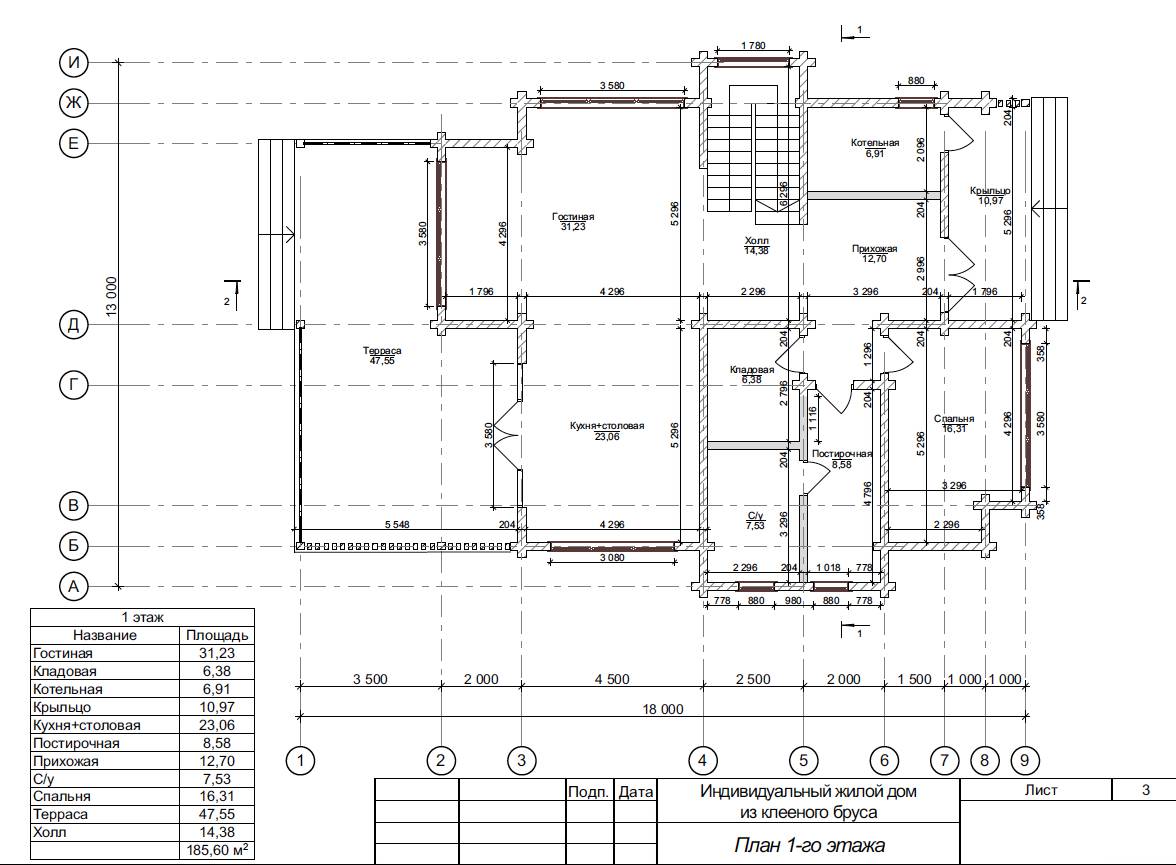 1
1 780
И
3 580
880
Ж
204
Е
Котельная
6,91
2 096
Крыльцо
10,97
6 296
3 580
4 296
Гостиная
31,23
5 296
204
5 296
Холл
14,38
Прихожая
12,70
2 996
13 000
2
1 796
4 296
2 296
3 296
204
1 796
2
Д
204
204
204
358
Терраса
47,55
1 296
Г
Кладовая
6,38
2 796
204
3 580
Кухня+столовая
23,06
5 296
1 116
Спальня
16,31
5 296
4 296
3 580
204
Постирочная
8,58
3 296
4 796
В
5 548
204
4 296
С/у
7,53
3 296
2 296
358
Б
3 080
2 296
204
1 018
778
А
778
880
980
880
778
1
1 этаж
Название Площадь
Гостиная 31,23
Кладовая 6,38
Котельная 6,91
Крыльцо 10,97
Кухня+столовая 23,06
Постирочная 8,58
Прихожая 12,70
С/у 7,53
Спальня 16,31
Терраса 47,55
Холл 14,38
185,60 м²
3 500
2 000
4 500
2 500
2 000
1 500
1 000
1 000
18 000
1
2
3
4
5
6
7
8
9
Подп. Дата
Индивидуальный жилой дом
из клееного бруса
План 1-го этажа
Лист 3